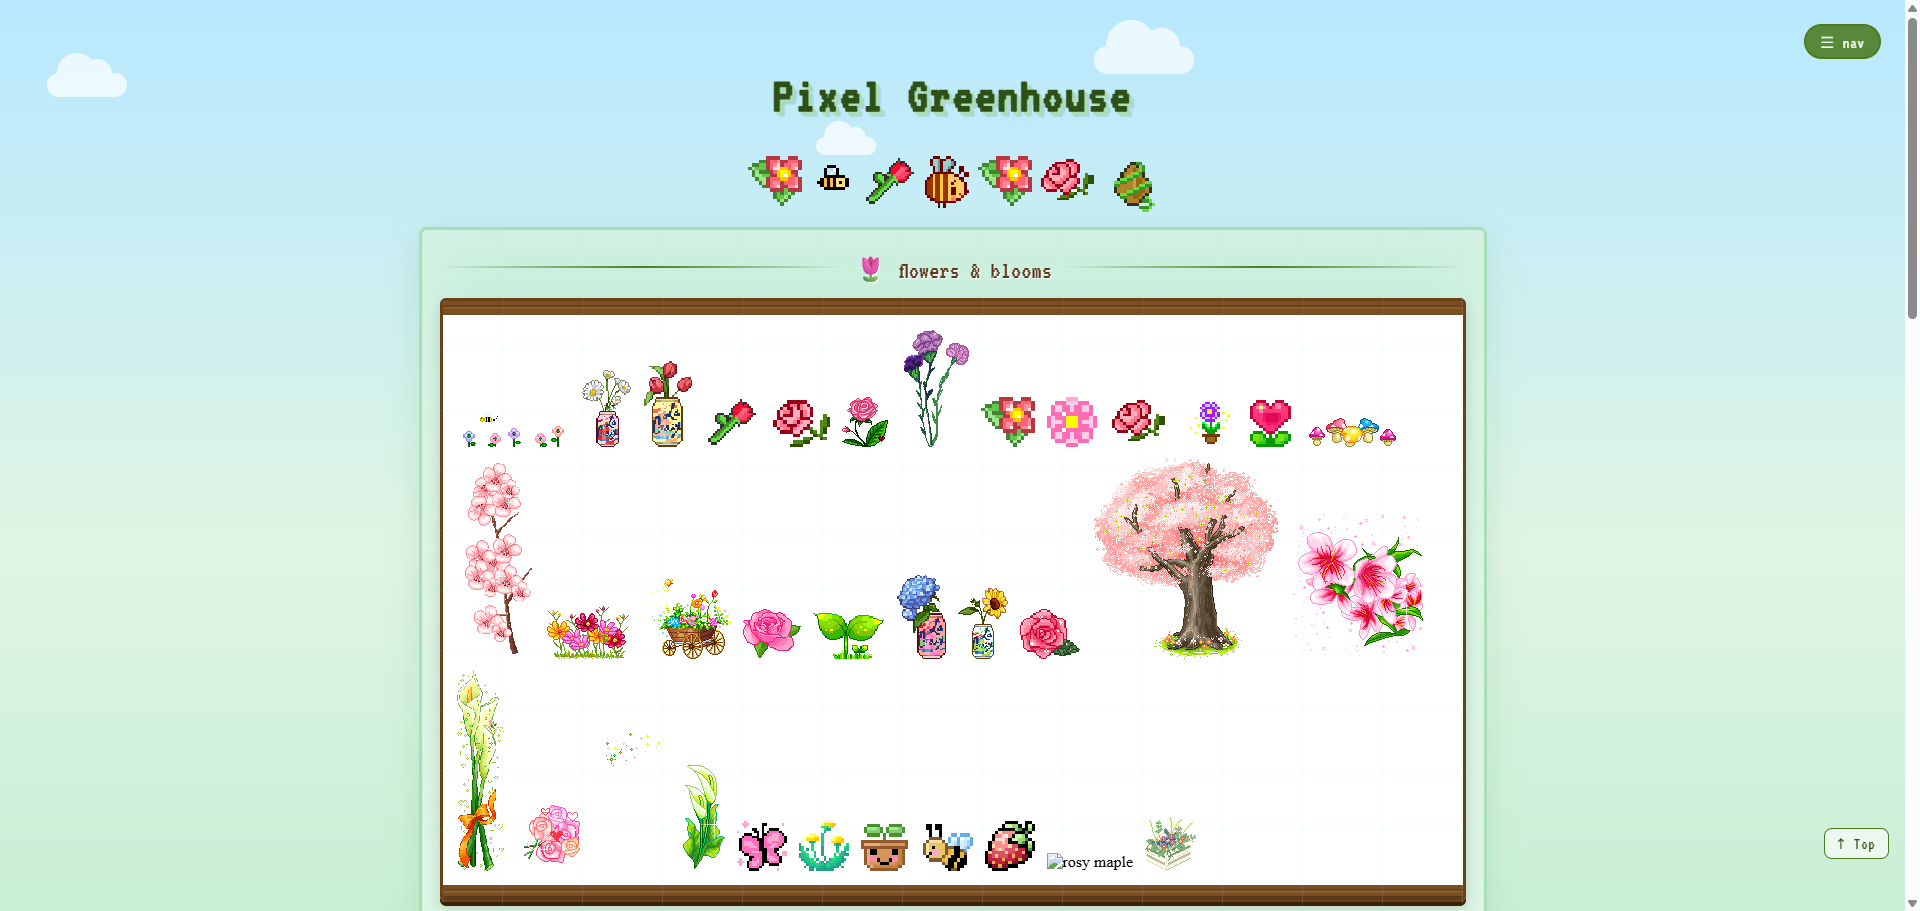 ☰ nav
Pixel Greenhouse
flowers & blooms
rosy maple
↑ Top